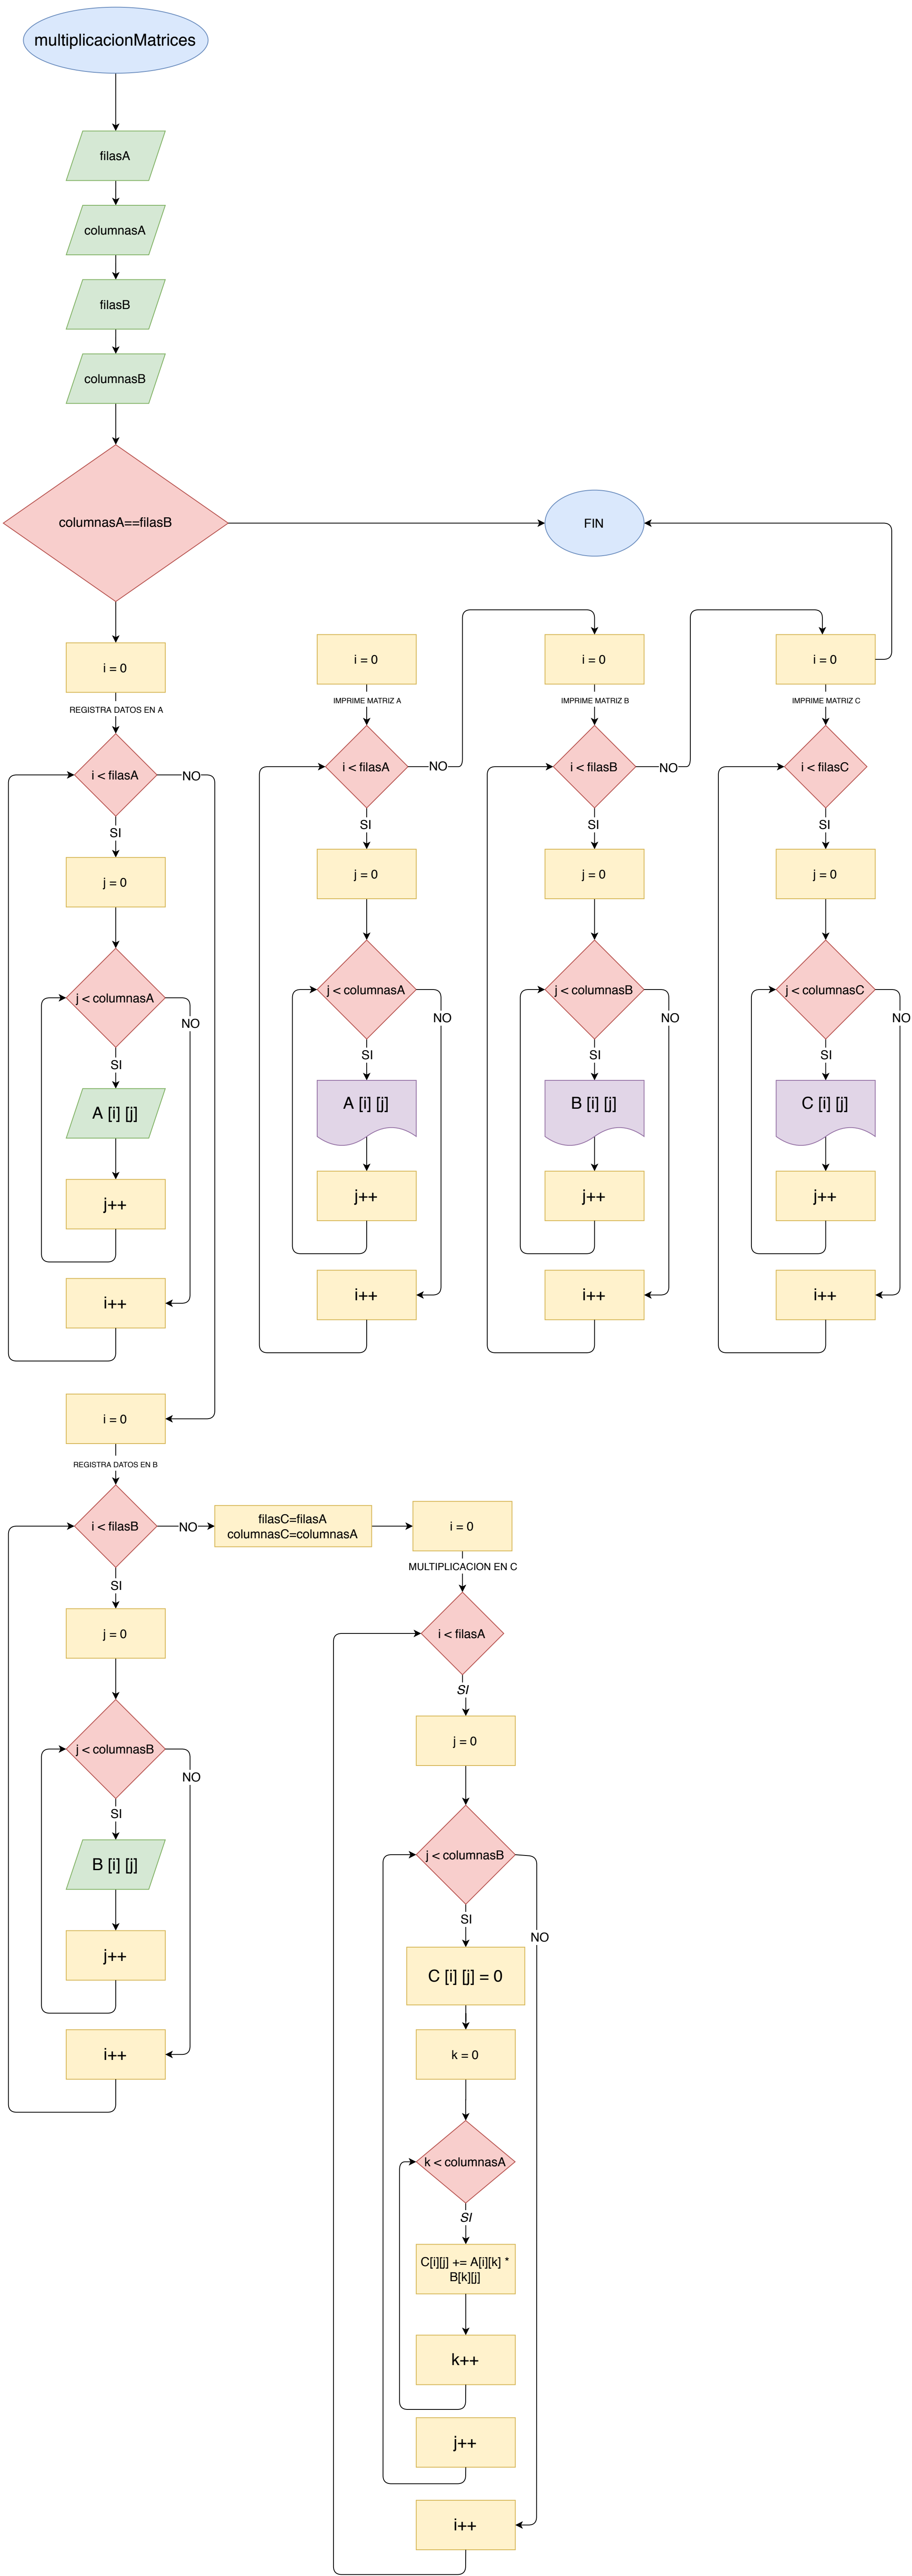 multiplicacionMatrices
filasA
columnasA
filasB
columnasB
columnasA==filasB
FIN
i = 0
REGISTRA DATOS EN A
i < filasA
NO
SI
j = 0
j < columnasA
NO
SI
A [i] [j]
j++
i++
i = 0
IMPRIME MATRIZ A
i < filasA
NO
SI
j = 0
j < columnasA
NO
SI
A [i] [j]
j++
i++
i = 0
IMPRIME MATRIZ B
i < filasB
NO
SI
j = 0
j < columnasB
NO
SI
B [i] [j]
j++
i++
i = 0
IMPRIME MATRIZ C
i < filasC
SI
j = 0
j < columnasC
NO
SI
C [i] [j]
j++
i++
i = 0
REGISTRA DATOS EN B
i < filasB
NO
SI
j = 0
j < columnasB
NO
SI
B [i] [j]
j++
i++
filasC=filasA
columnasC=columnasA
i = 0
MULTIPLICACION EN C
i < filasA
SI
j = 0
j < columnasB
SI
NO
C [i] [j] = 0
k = 0
k < columnasA
SI
C[i][j] += A[i][k] *
B[k][j]
k++
j++
i++